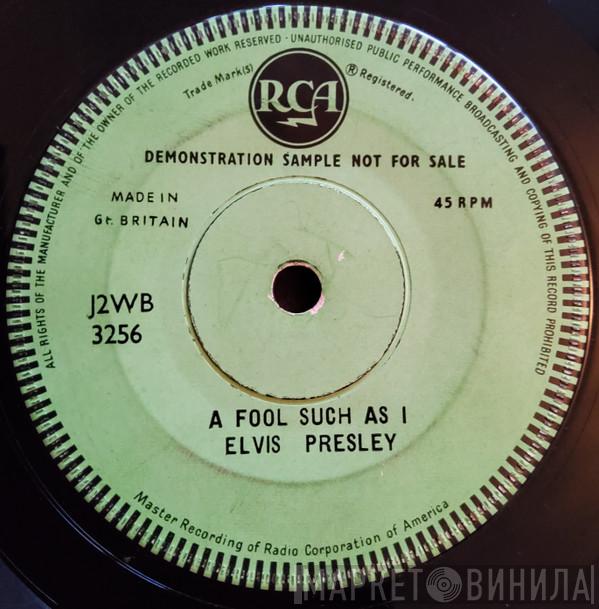 ALL RIGHTS OF THE MANUFACTURER AND OF THE OWNER OF THE RECORDED WORK RESERVED - UNAUTHORISED PUBLIC PERFORMANCE BROADCASTING AND COPYING OF THIS RECORD PROHIBITED
Trade Mark(s)
RCA
® Registered.
DEMONSTRATION SAMPLE NOT FOR SALE
MADE IN
Gt. BRITAIN
45 RPM
J2WB
3256
A FOOL SUCH AS I
ELVIS PRESLEY
Master Recording of Radio Corporation of America
МАРКЕТ ВИНИЛА